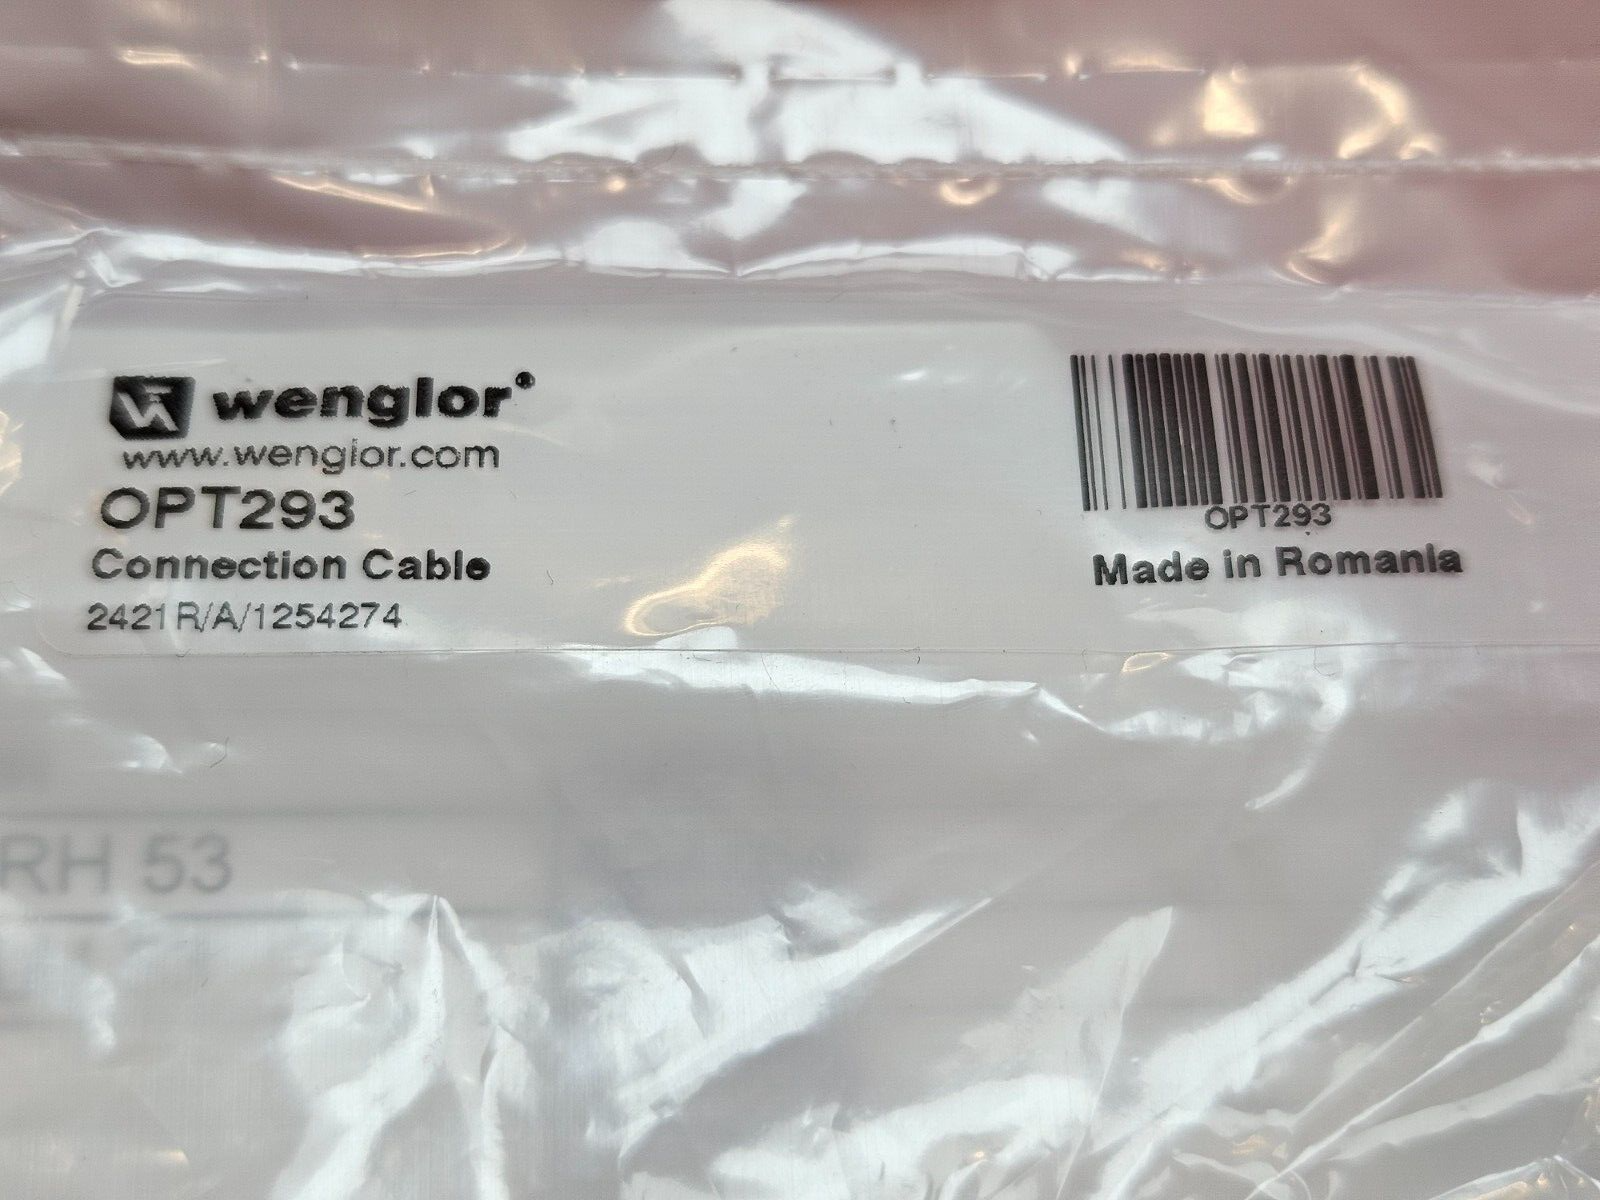 wenglor®
www.wenglor.com
OPT293
Connection Cable
2421R/A/1254274
OPT293
Made in Romania
RH 53